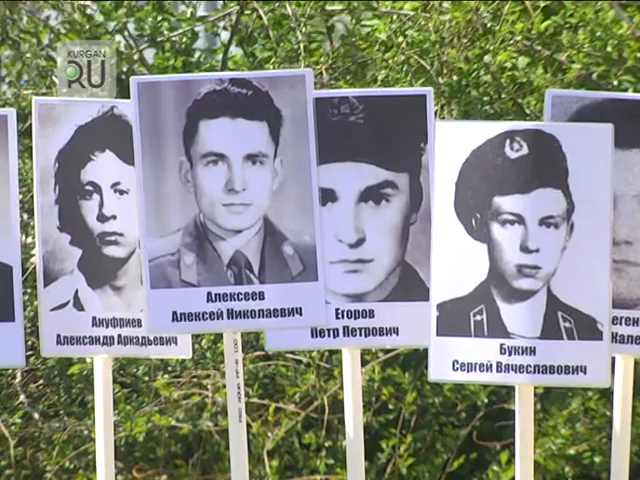 KURGAN
RU
Ануфриев
Александр Аркадьевич
Алексеев
Алексей Николаевич
Егоров
Петр Петрович
Букин
Сергей Вячеславович